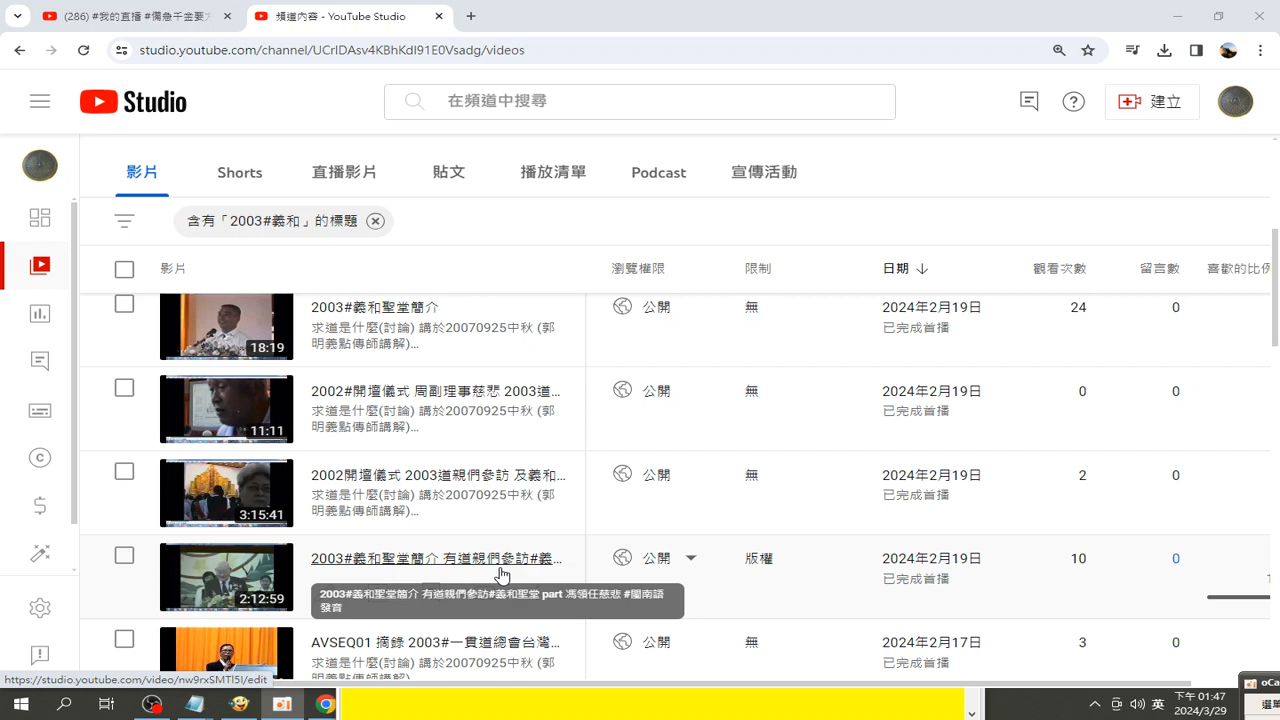 (286) #我的直播 #備急千金要方
頻道內容 - YouTube Studio
studio.youtube.com/channel/UCrIDAsv4KBhKdI91E0Vsadg/videos
Studio
在頻道中搜尋
建立
影片
Shorts
直播影片
貼文
播放清單
Podcast
宣傳活動
含有「2003#義和」的標題
影片
瀏覽權限
限制
日期
觀看次數
留言數
喜歡的比例
2003#義和聖堂簡介
公開
無
2024年2月19日
24
0
求道是什麼(討論) 講於20070925中秋 (郭
已完成首播
明義點傳師講解)...
18:19
2002#開壇儀式 周副理事慈悲 2003道...
公開
無
2024年2月19日
0
0
求道是什麼(討論) 講於20070925中秋 (郭
已完成首播
明義點傳師講解)...
11:11
2002開壇儀式 2003道親們參訪 及義和...
公開
無
2024年2月19日
2
0
求道是什麼(討論) 講於20070925中秋 (郭
已完成首播
明義點傳師講解)...
3:15:41
2003#義和聖堂簡介 有道親們參訪#義...
公開
版權
2024年2月19日
10
0
已完成首播
2003#義和聖堂簡介 有道親們參訪#義和聖堂 part 馮領任慈悲 #閩南語
發音
2:12:59
AVSEQ01 摘錄 2003#一貫道總會台灣...
公開
無
2024年2月17日
3
0
求道是什麼(討論) 講於20070925中秋 (郭
已完成首播
明義點傳師講解)...
https://studio.youtube.com/video/nw9rxSMTl5I/edit
oCa
選單
英
下午 01:47
2024/3/29